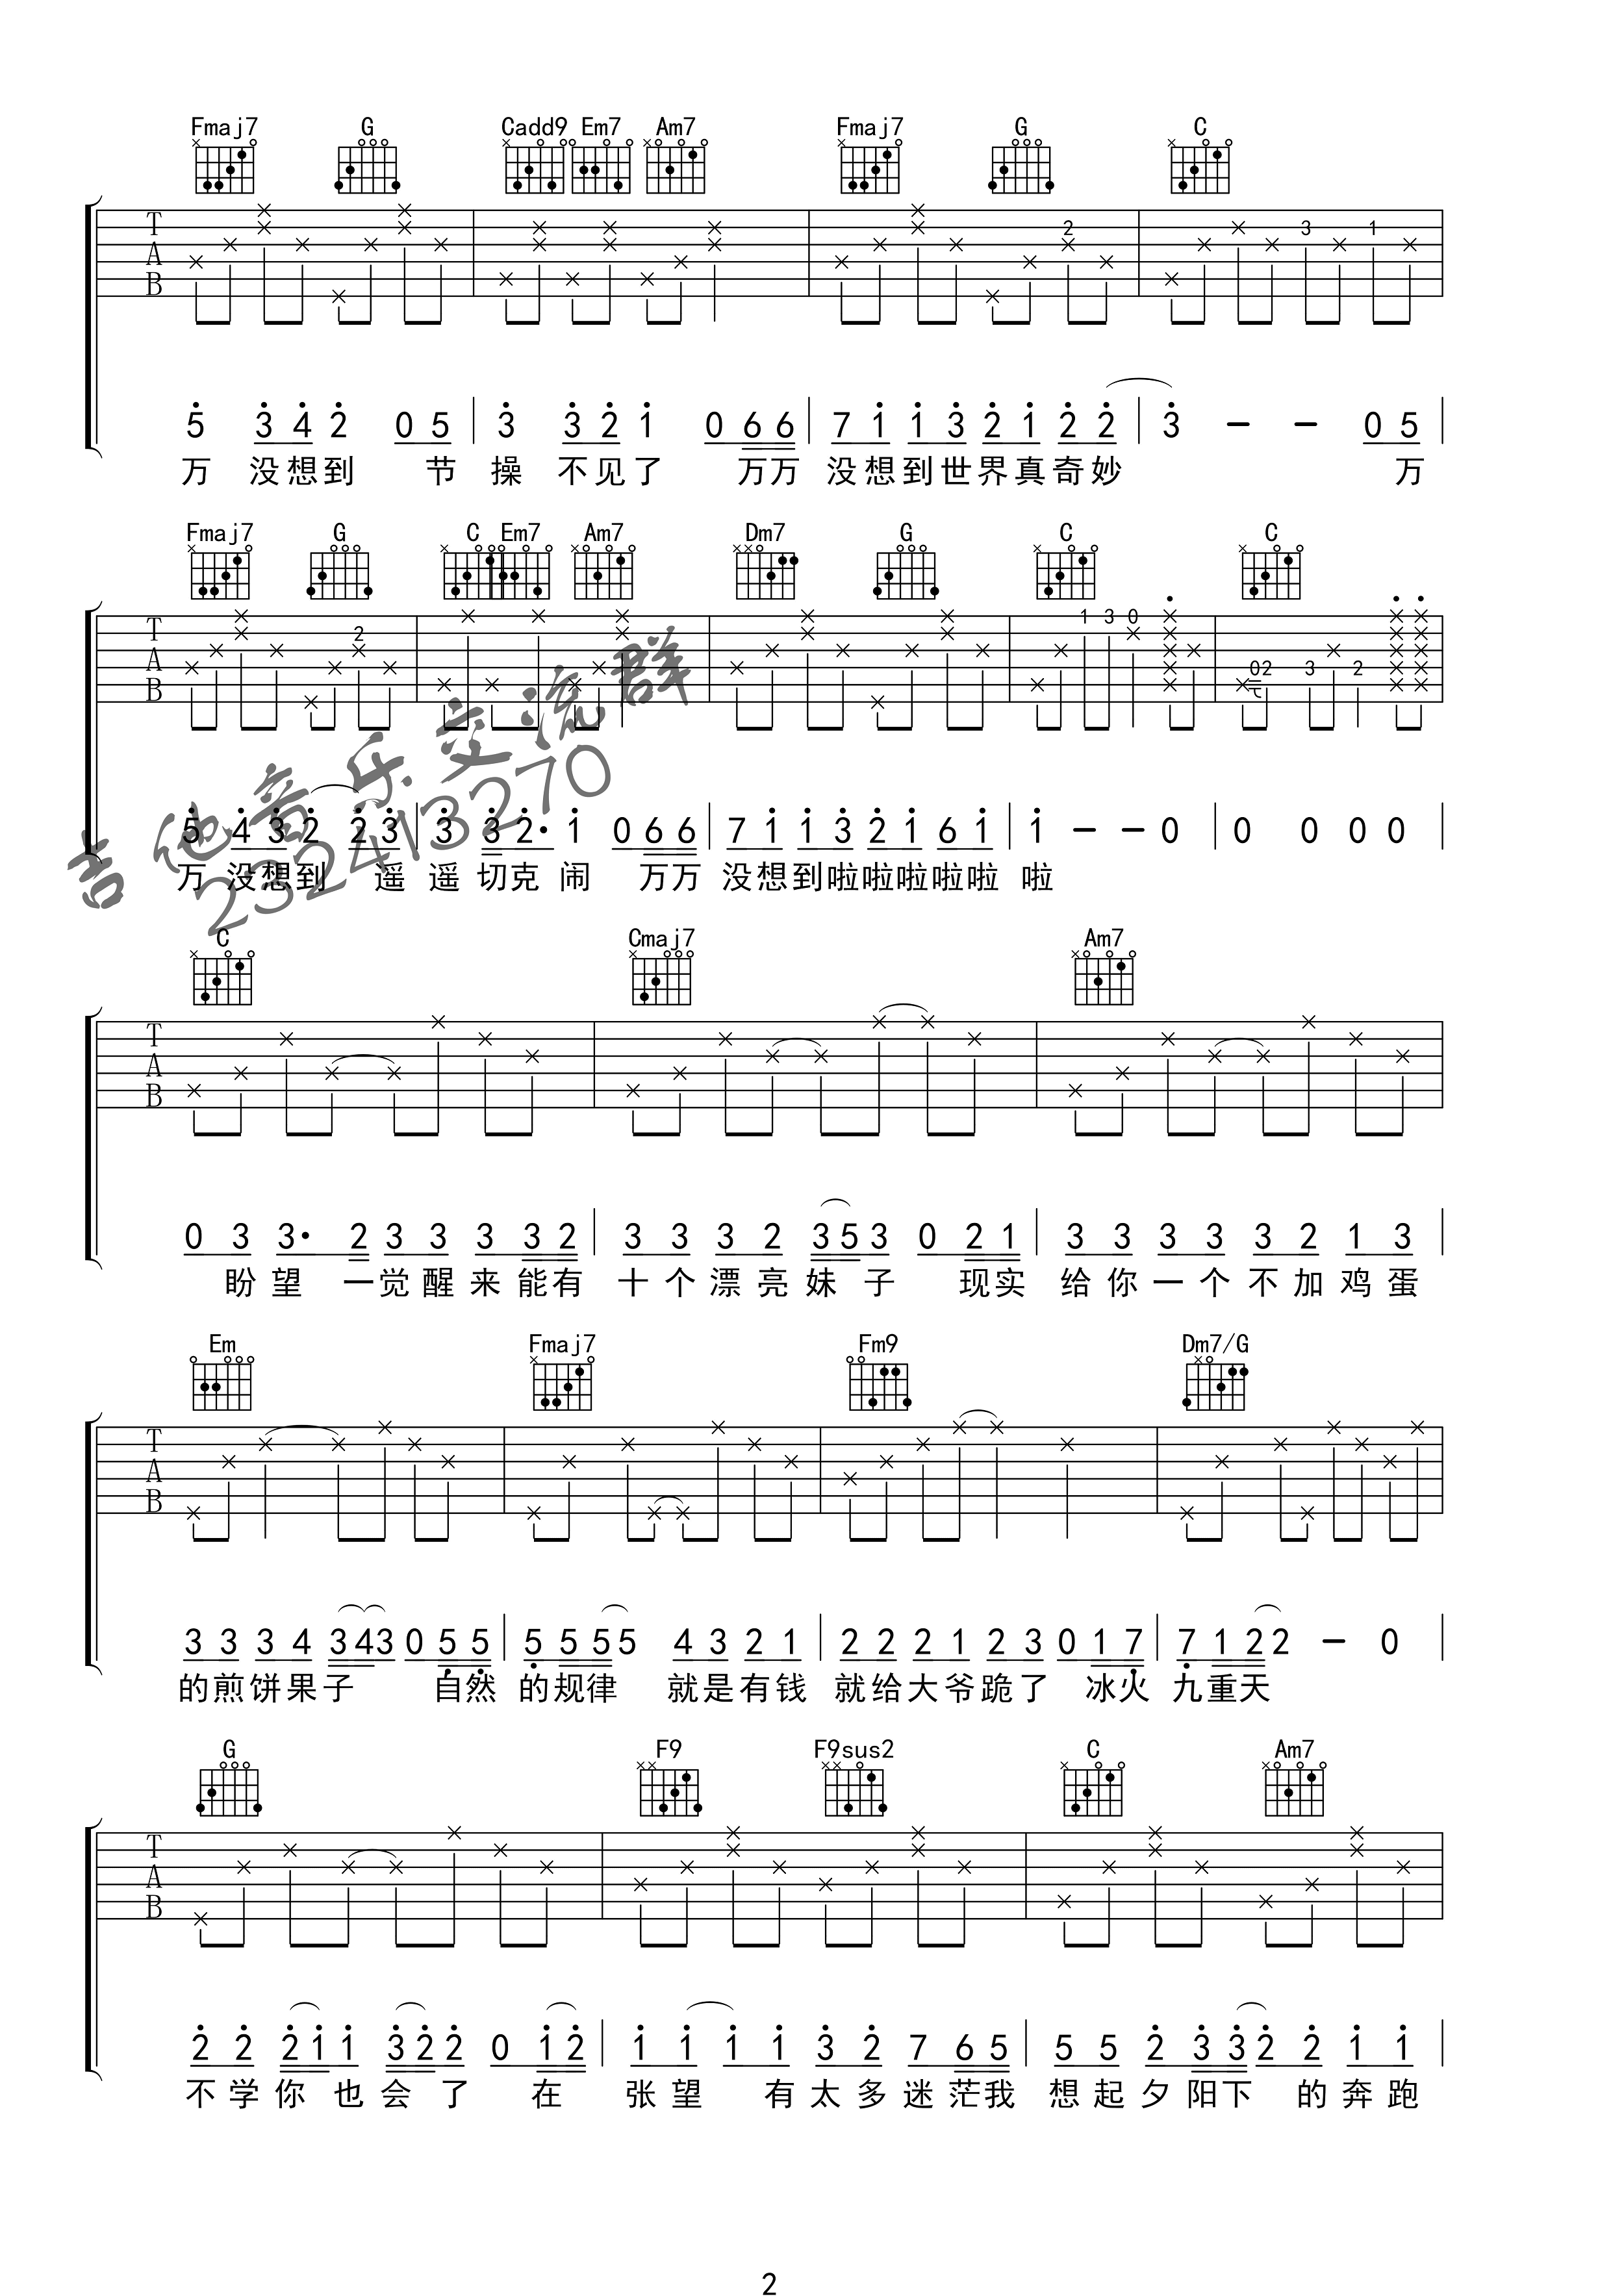 Fmaj7 G Cadd9 Em7 Am7 Fmaj7 G C
T 2 3 1
A
B
5 3 4 2 0 5 3 3 2 1 0 6 6 7 1 1 3 2 1 2 2 3 - - 0 5
万 没想到 节 操 不见了 万万 没想到世界真奇妙 万
Fmaj7 G C Em7 Am7 Dm7 G C C
T 2 1 3 0
A 02 3 2
B
吉他音乐交流群
232413270
5 4 3 2 2 3 3 3 2· 1 0 6 6 7 1 1 3 2 1 6 1 1 - - 0 0 0 0 0
万 没想到 遥 遥 切克 闹 万万 没想到啦啦啦啦啦 啦
C Cmaj7 Am7
T
A
B
0 3 3· 2 3 3 3 3 2 3 3 3 2 3 5 3 0 2 1 3 3 3 3 3 2 1 3
盼望 一觉醒来能有 十个漂亮妹子 现实 给你一个不加鸡蛋
Em Fmaj7 Fm9 Dm7/G
T
A
B
3 3 3 4 3 4 3 0 5 5 5 5 5 5 4 3 2 1 2 2 2 1 2 3 0 1 7 7 1 2 2 - 0
的煎饼果子 自然 的规律 就是有钱 就给大爷跪了 冰火 九重天
G F9 F9sus2 C Am7
T
A
B
2 2 2 1 1 3 2 2 0 1 2 1 1 1 1 3 2 7 6 5 5 5 2 3 3 2 2 1 1
不学你也会了 在 张望 有太多迷茫我 想起夕阳下 的奔跑
2